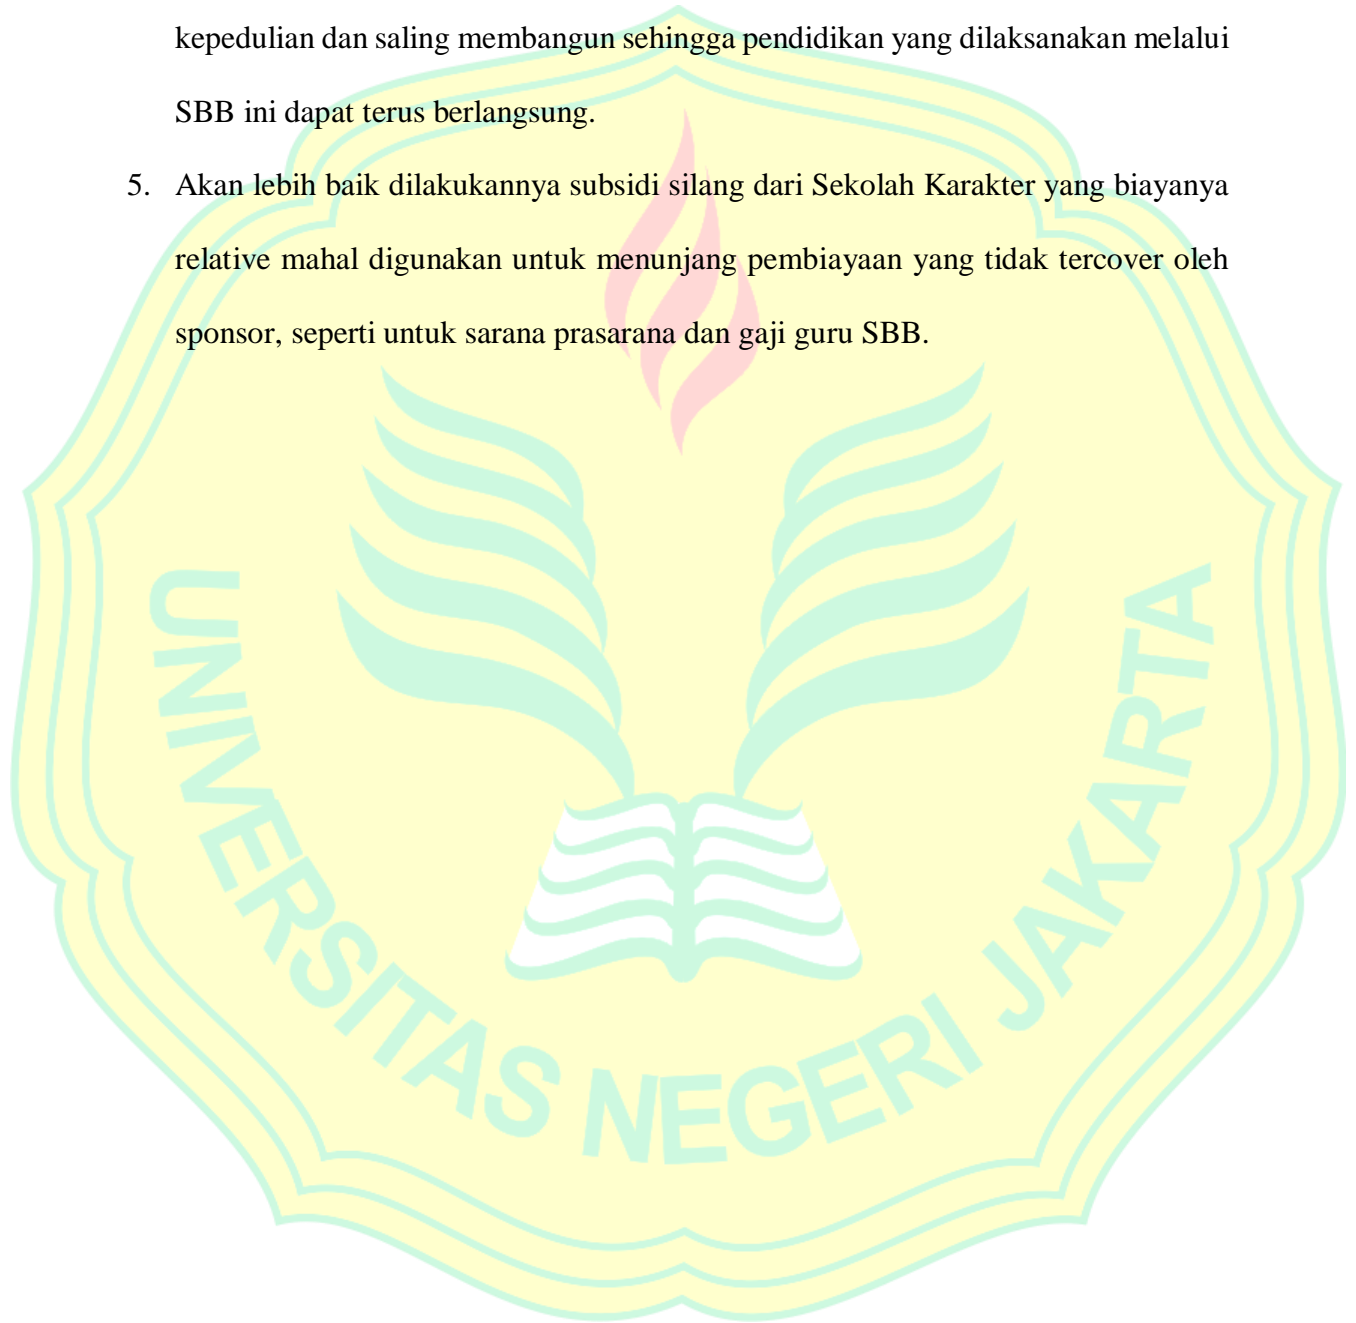 kepedulian dan saling membangun sehingga pendidikan yang dilaksanakan melalui
SBB ini dapat terus berlangsung.
5. Akan lebih baik dilakukannya subsidi silang dari Sekolah Karakter yang biayanya
relative mahal digunakan untuk menunjang pembiayaan yang tidak tercover oleh
sponsor, seperti untuk sarana prasarana dan gaji guru SBB.
UNIVERSITAS NEGERI JAKARTA